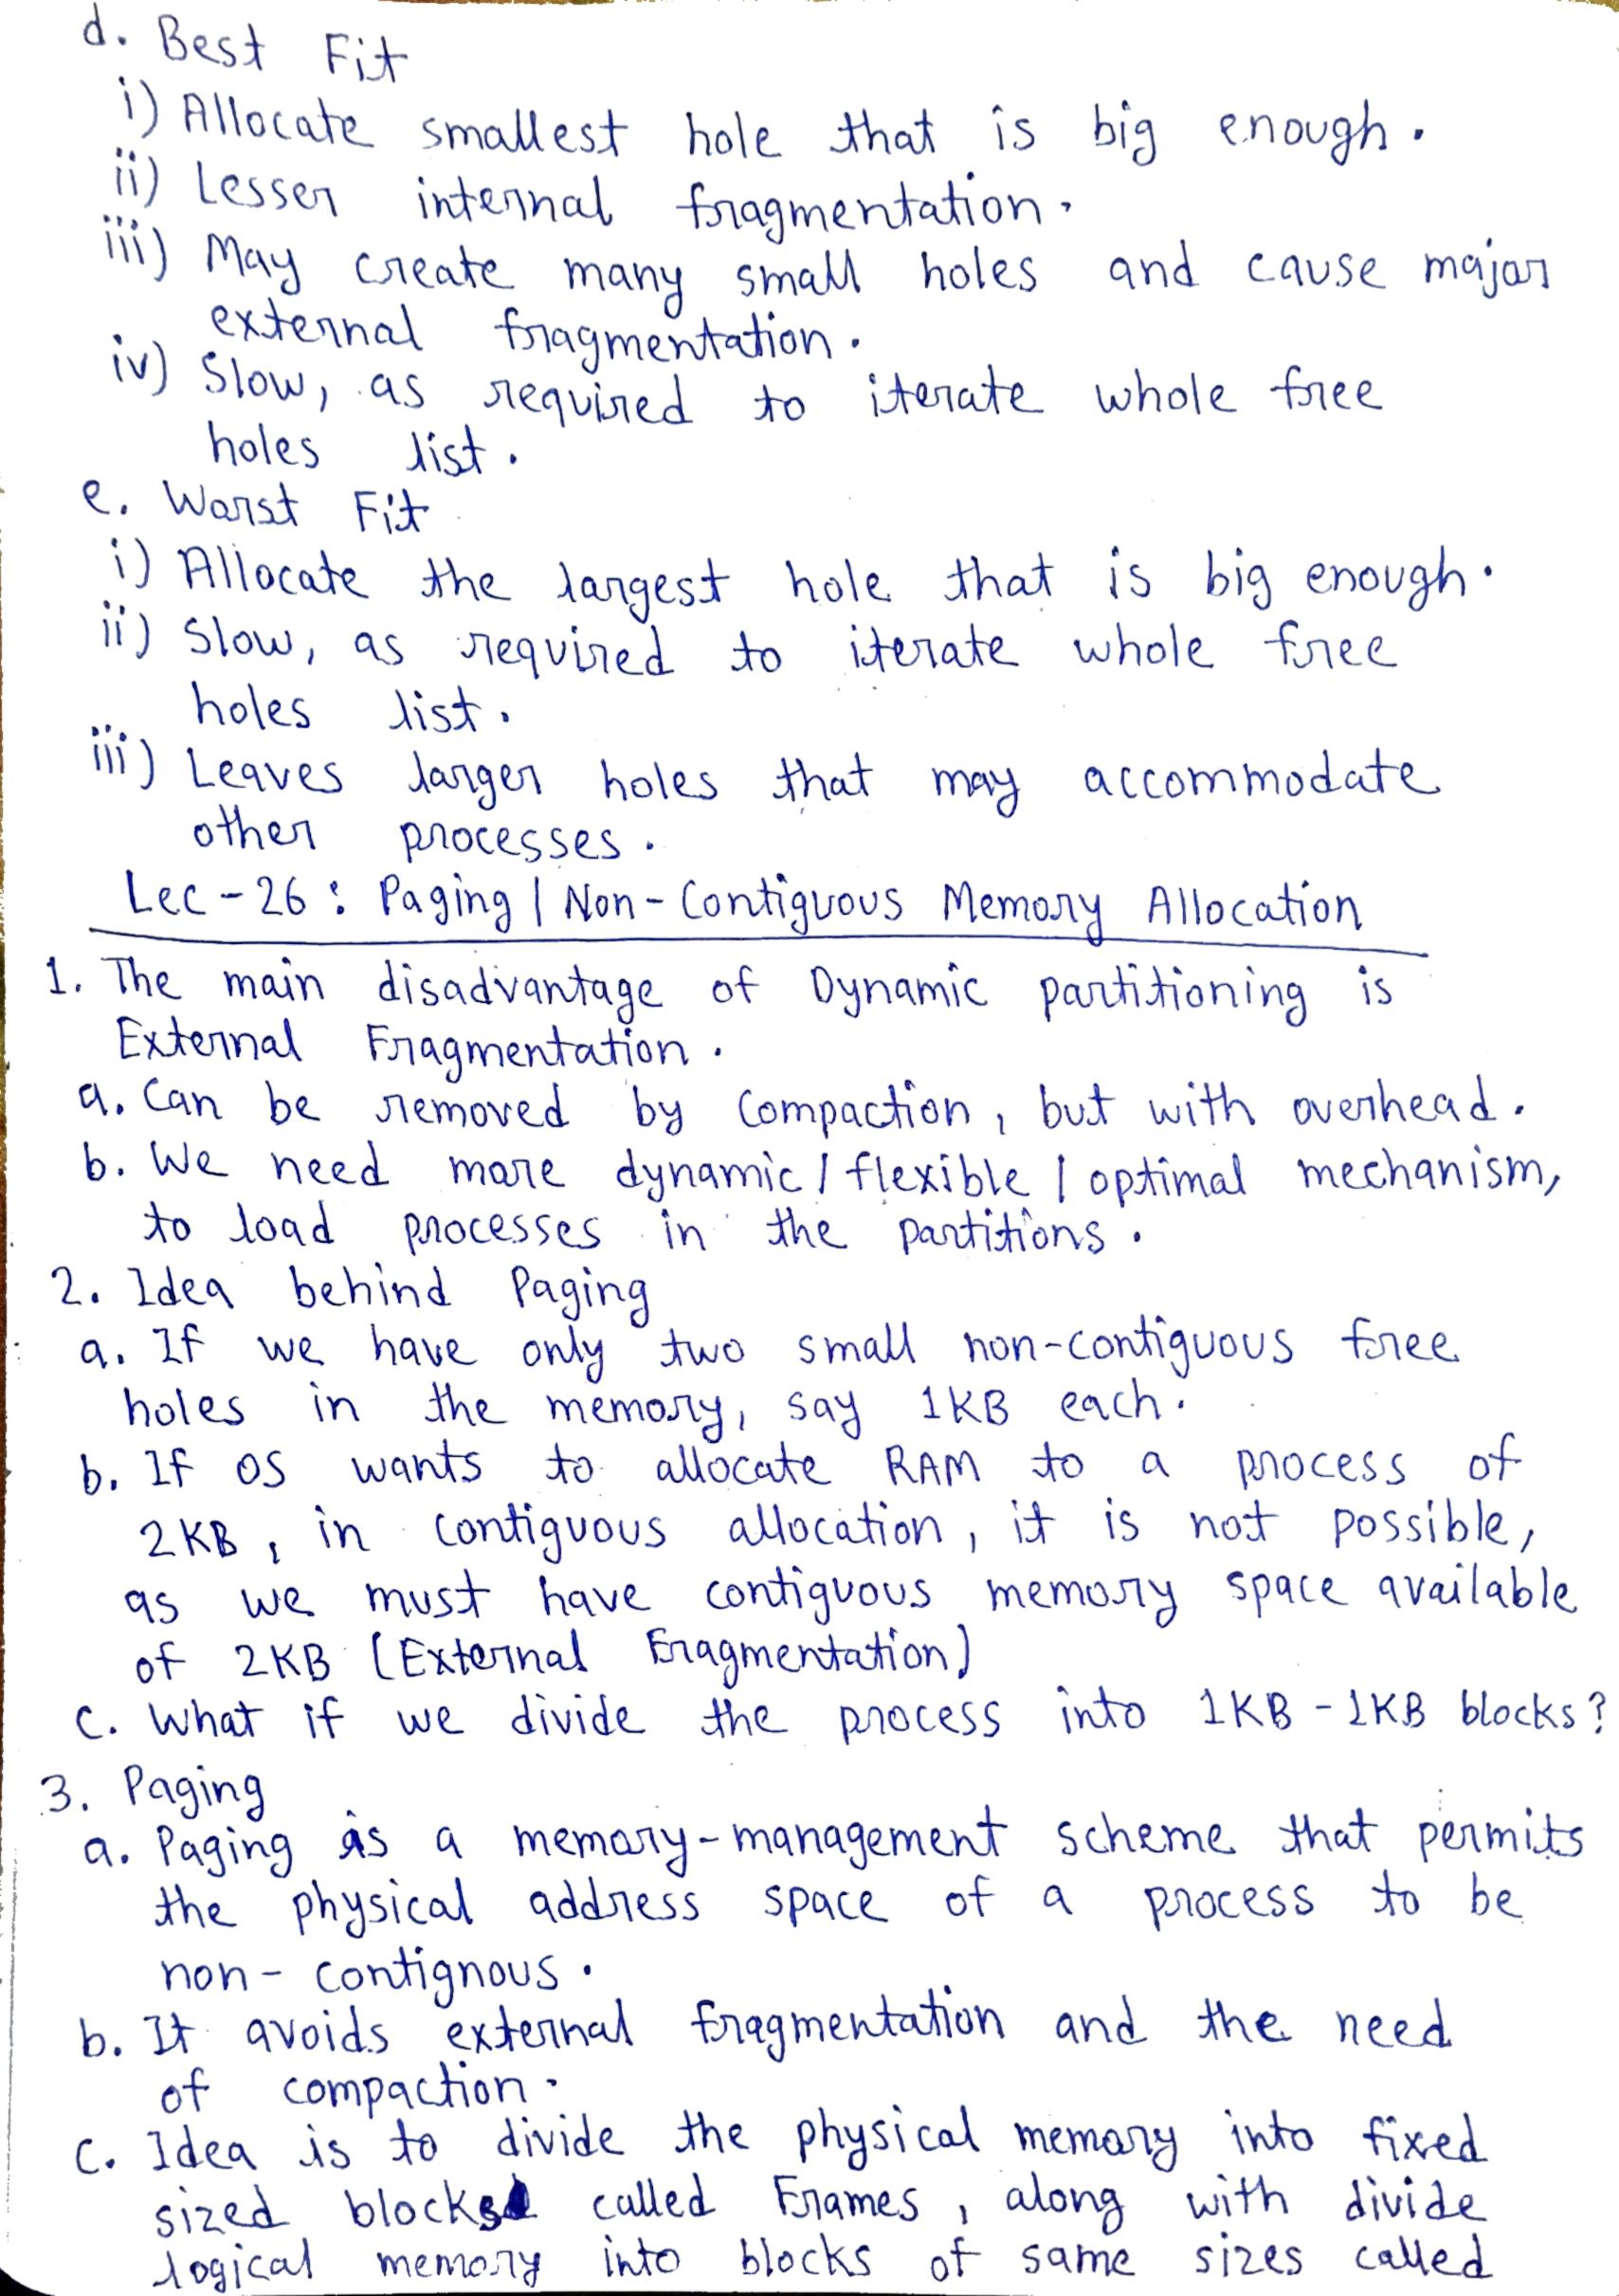 d. Best Fit
i) Allocate smallest hole that is big enough.
ii) Lesser internal fragmentation.
iii) May create many small holes and cause major
external fragmentation.
iv) Slow, as required to iterate whole free
holes list.
e. Worst Fit
i) Allocate the largest hole that is big enough.
ii) Slow, as required to iterate whole free
holes list.
iii) Leaves larger holes that may accommodate
other processes.
Lec-26: Paging | Non-Contiguous Memory Allocation
1. The main disadvantage of Dynamic partitioning is
External Fragmentation.
a. Can be removed by Compaction, but with overhead.
b. We need more dynamic / flexible / optimal mechanism,
to load processes in the partitions.
2. Idea behind Paging
a. If we have only two small non-contiguous free
holes in the memory, say 1KB each.
b. If OS wants to allocate RAM to a process of
2KB, in contiguous allocation, it is not possible,
as we must have contiguous memory space available
of 2KB (External Fragmentation)
c. What if we divide the process into 1KB-1KB blocks?
3. Paging
a. Paging is a memory-management scheme that permits
the physical address space of a process to be
non-contignous.
b. It avoids external fragmentation and the need
of compaction.
c. Idea is to divide the physical memory into fixed
sized blocks called Frames, along with divide
logical memory into blocks of same sizes called